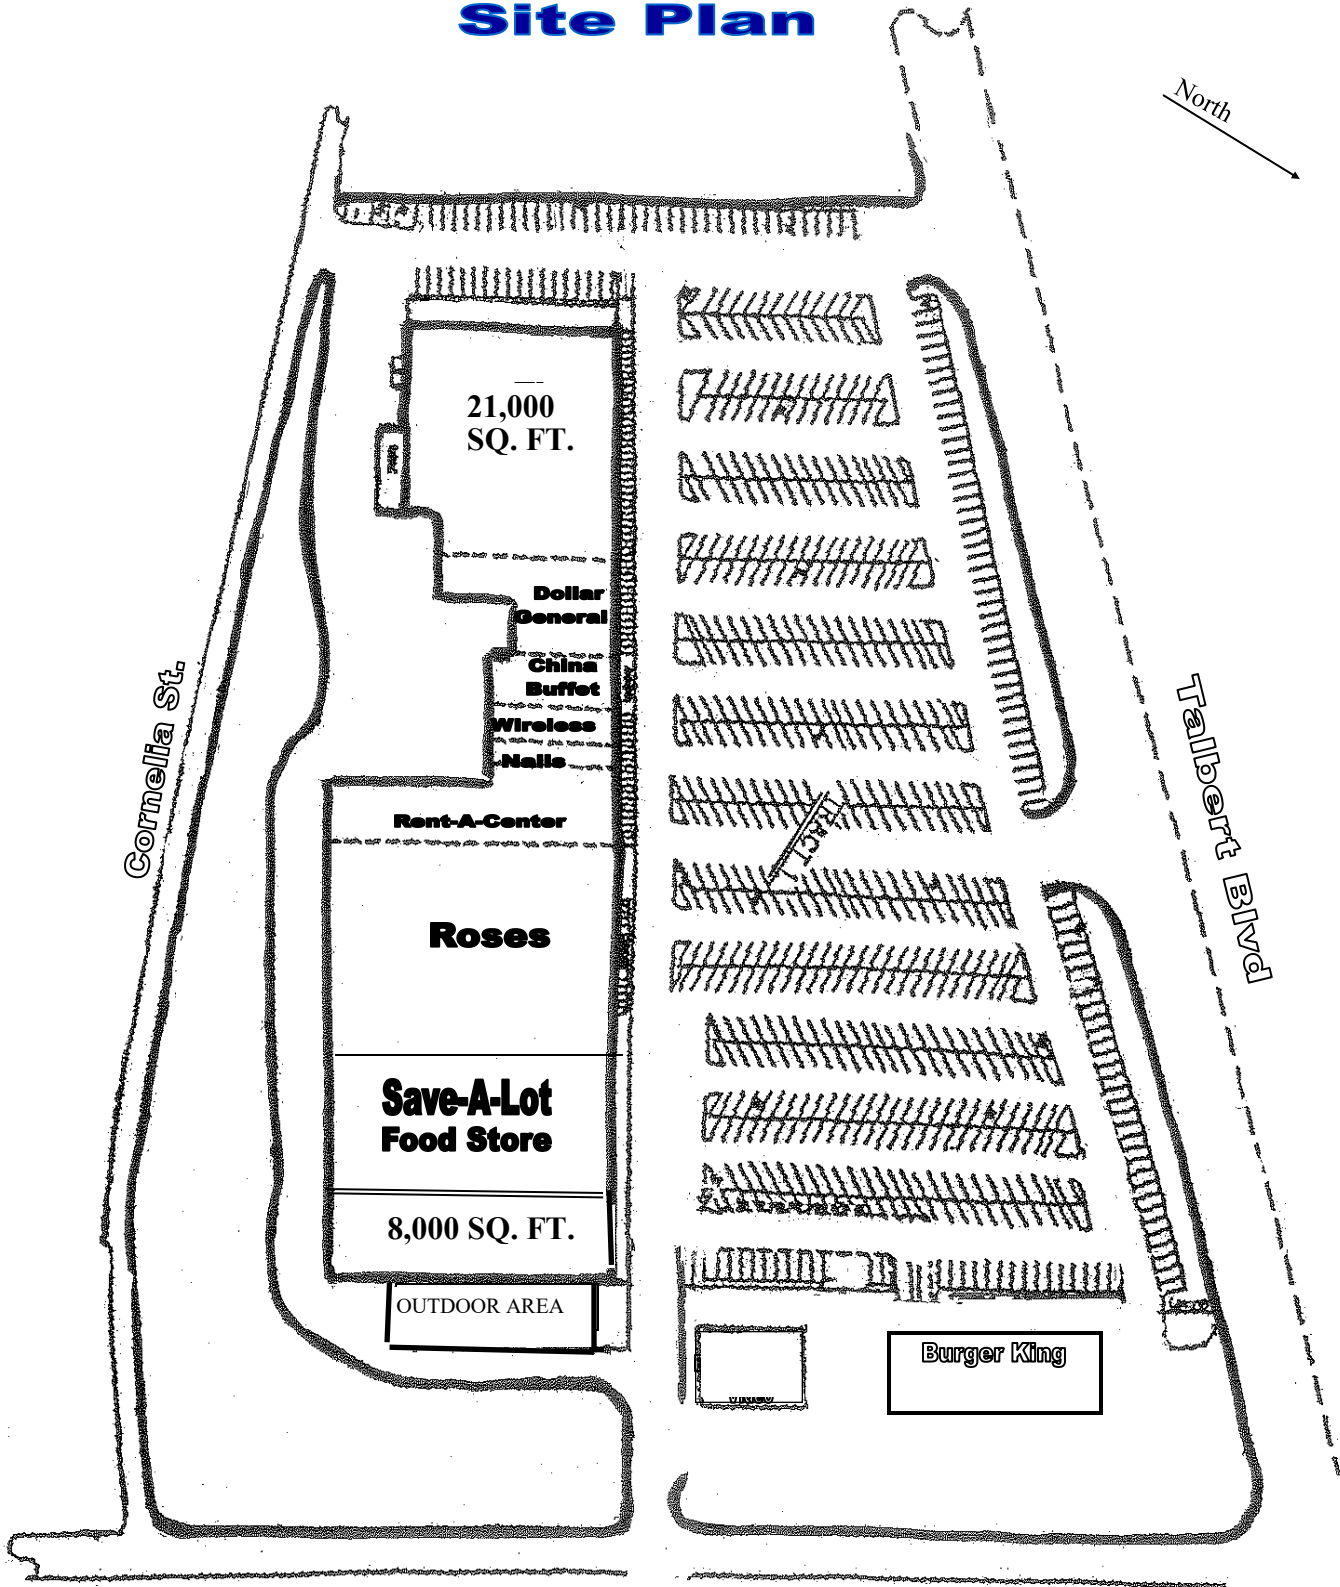 Site Plan
North
21,000
SQ. FT.
Dollar
General
China
Buffet
Wireless
Nails
Rent-A-Center
Roses
Save-A-Lot
Food Store
8,000 SQ. FT.
OUTDOOR AREA
Cornelia St.
Talbert Blvd
TRACT
Burger King